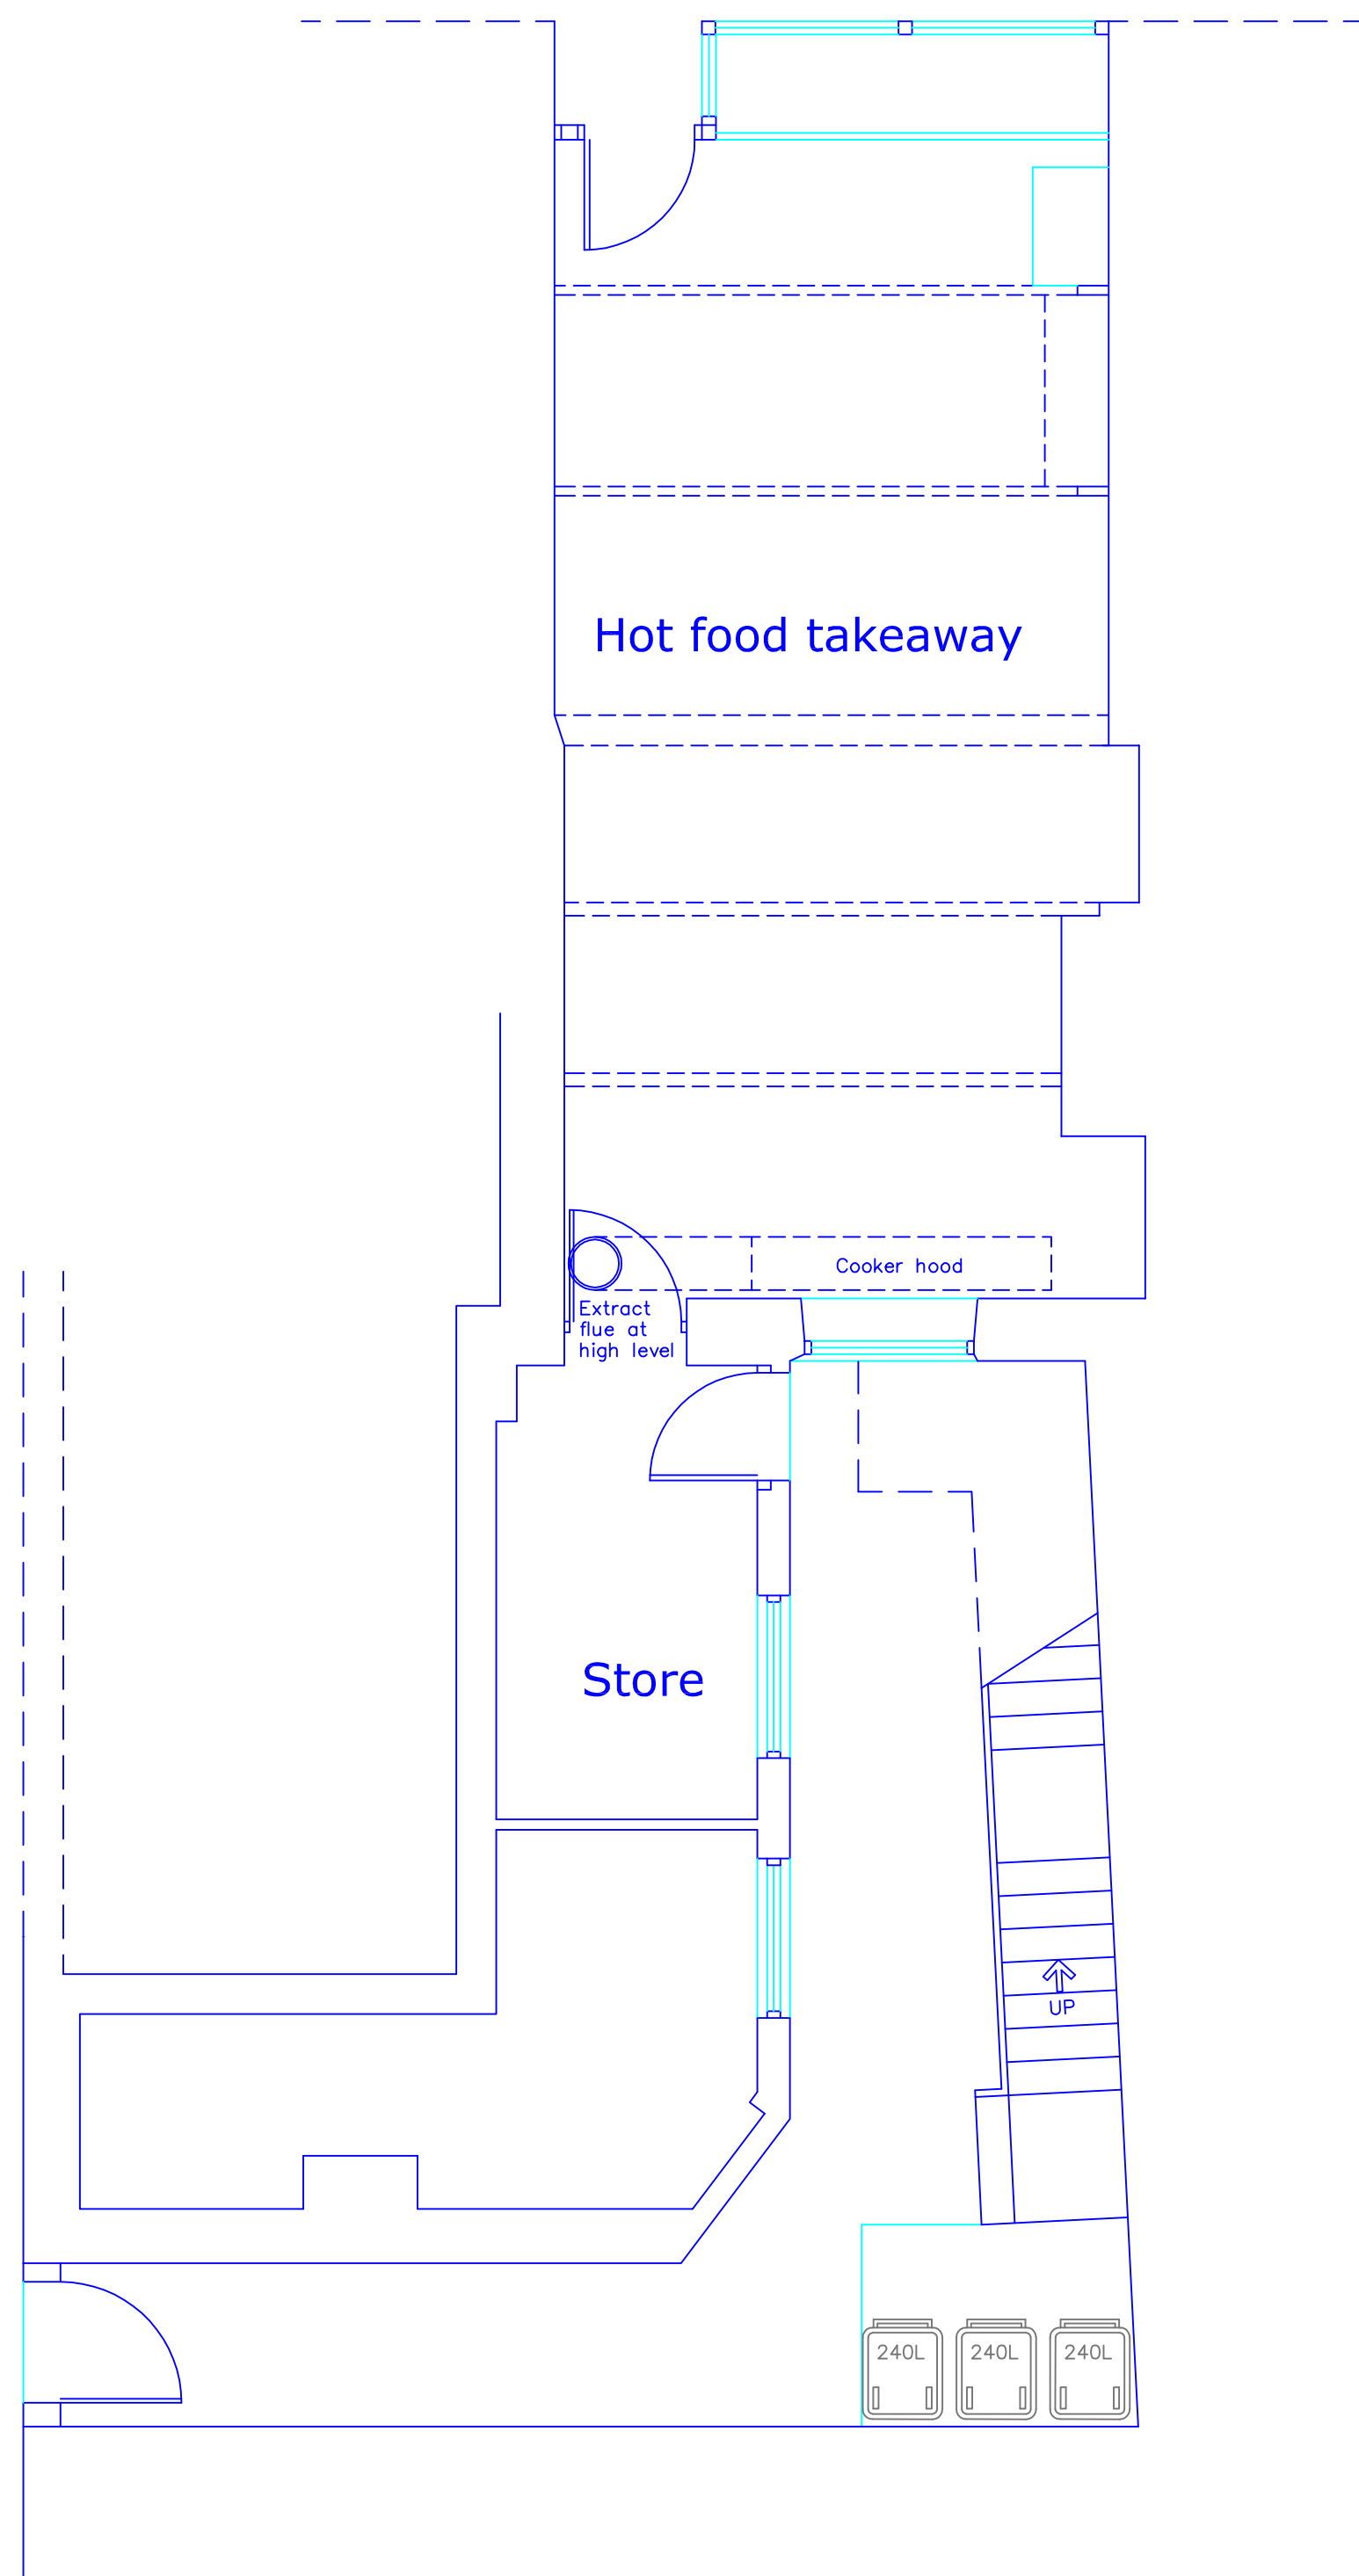 Hot food takeaway
Cooker hood
Extract
flue at
high level
Store
UP
240L 240L 240L